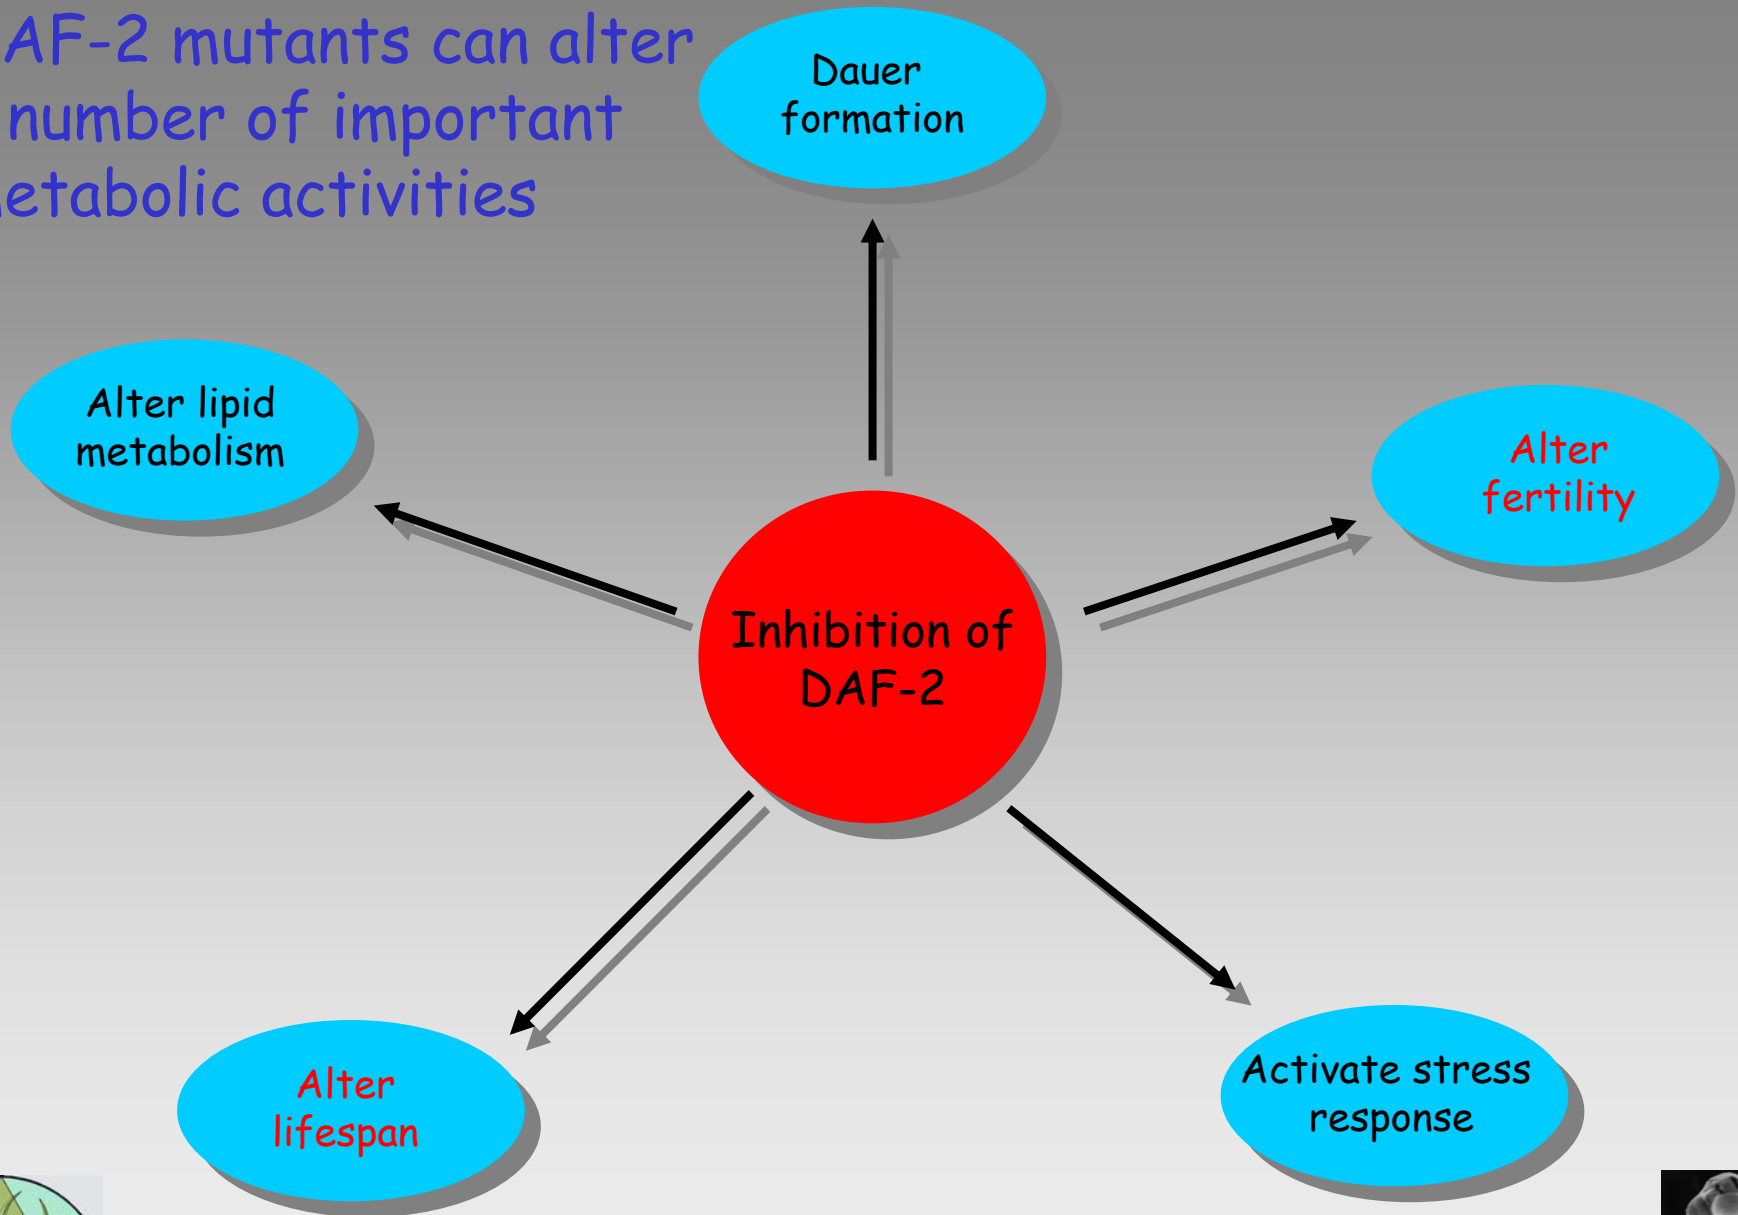 AF-2 mutants can alter
number of important
etabolic activities
Dauer
formation
Alter lipid
metabolism
Alter
fertility
Inhibition of
DAF-2
Alter
lifespan
Activate stress
response